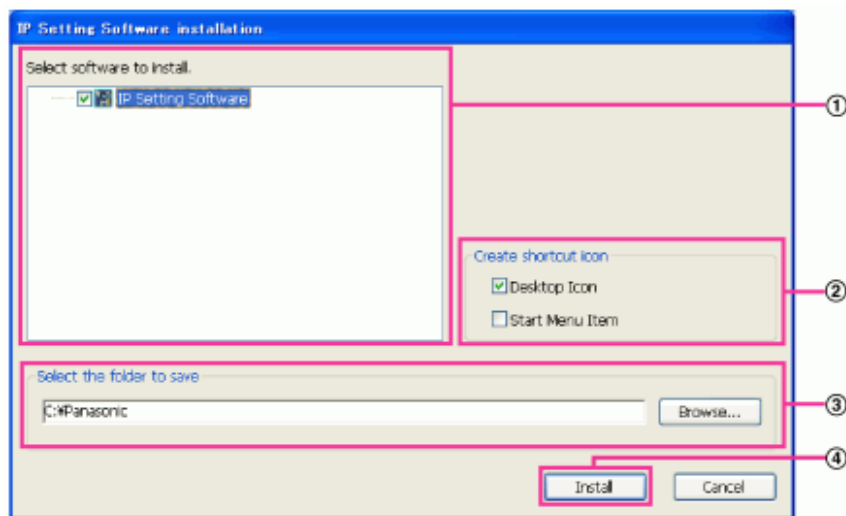 IP Setting Software installation
Select software to install.
IP Setting Software
①
Create shortcut icon
Desktop Icon
Start Menu Item
②
Select the folder to save
C:¥Panasonic
Browse...
③
④
Install
Cancel